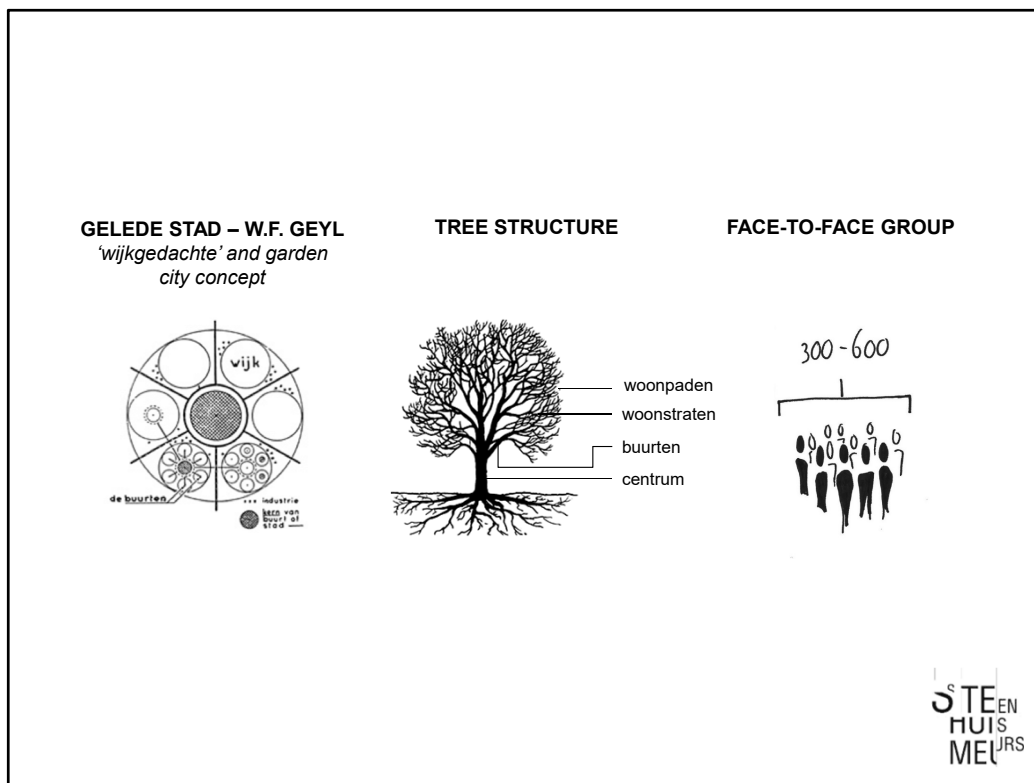 GELEDE STAD – W.F. GEYL
‘wijkgedachte’ and garden
city concept
wijk
de buurten
industrie
kern van
buurt of
stad
TREE STRUCTURE
woonpaden
woonstraten
buurten
centrum
FACE-TO-FACE GROUP
300-600
STEEN
HUIS
MEURS